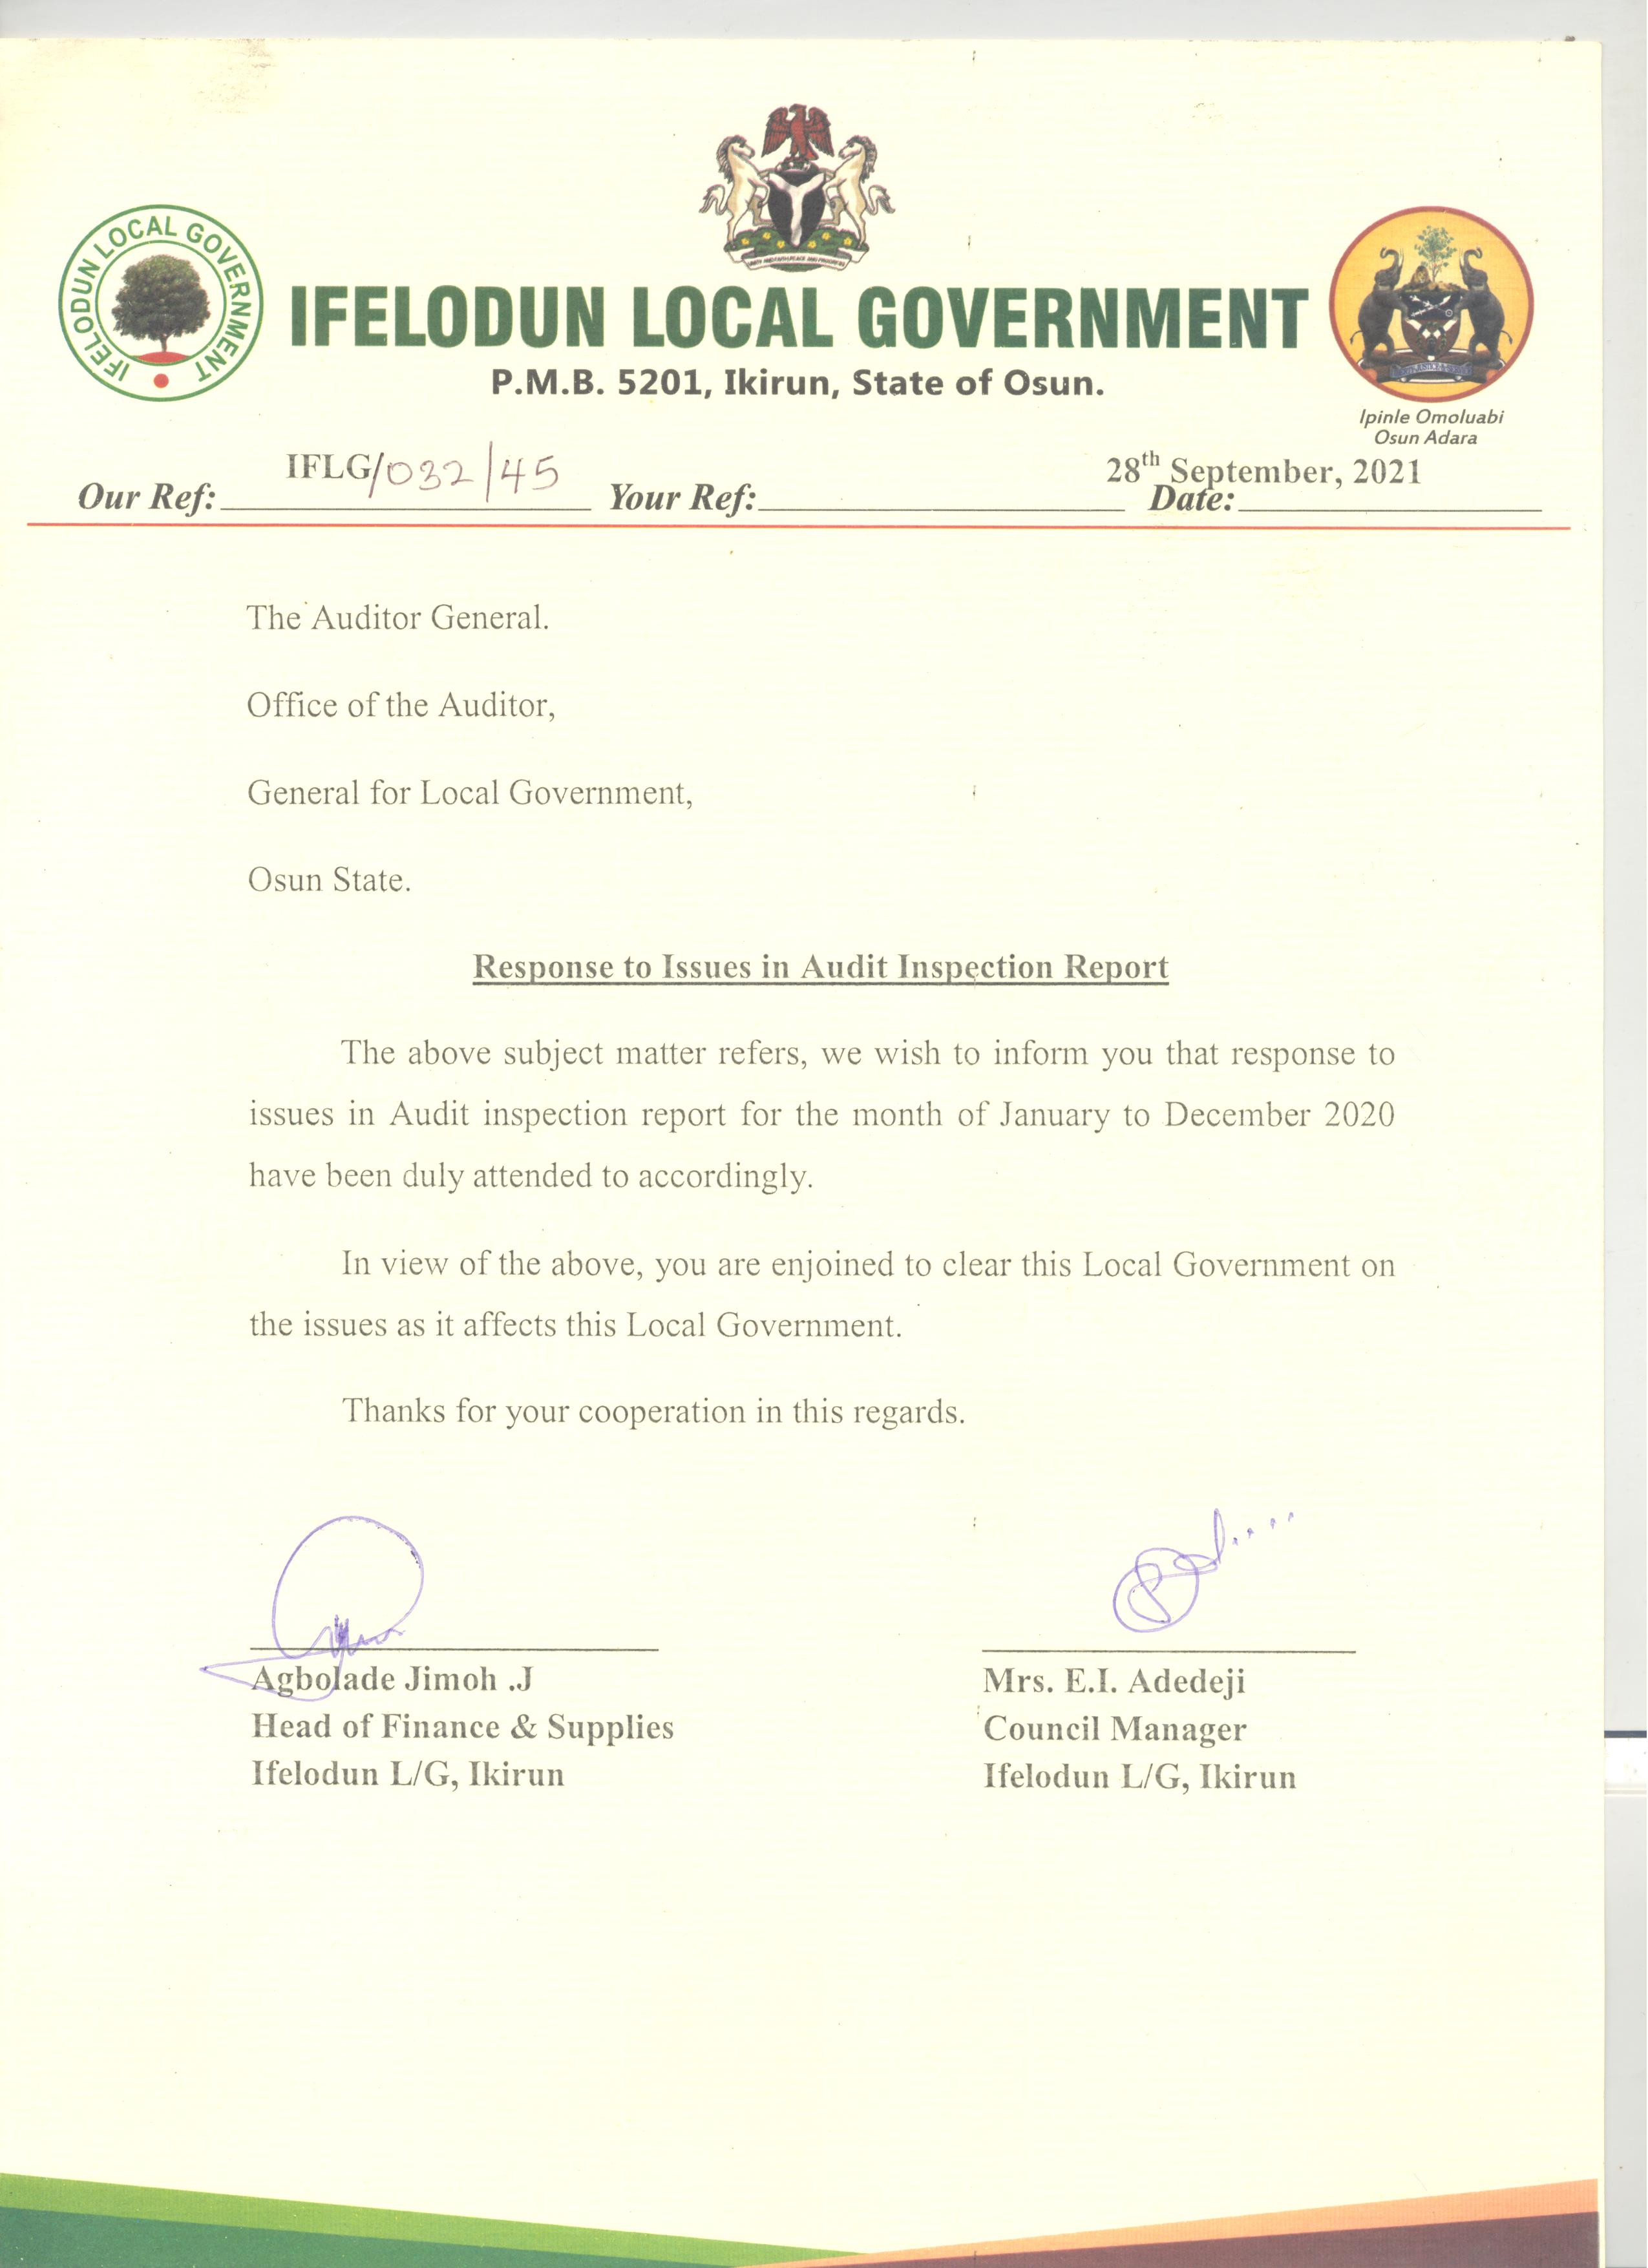 IFELODUN LOCAL GOVERNMENT
IFELODUN LOCAL GOVERNMENT
P.M.B. 5201, Ikirun, State of Osun.
Ipinle Omoluabi
Osun Adara
Our Ref: IFLG/032/45 Your Ref: Date: 28th September, 2021
The Auditor General.
Office of the Auditor,
General for Local Government,
Osun State.
Response to Issues in Audit Inspection Report
The above subject matter refers, we wish to inform you that response to
issues in Audit inspection report for the month of January to December 2020
have been duly attended to accordingly.
In view of the above, you are enjoined to clear this Local Government on
the issues as it affects this Local Government.
Thanks for your cooperation in this regards.
Agbolade Jimoh .J
Head of Finance & Supplies
Ifelodun L/G, Ikirun
Mrs. E.I. Adedeji
Council Manager
Ifelodun L/G, Ikirun